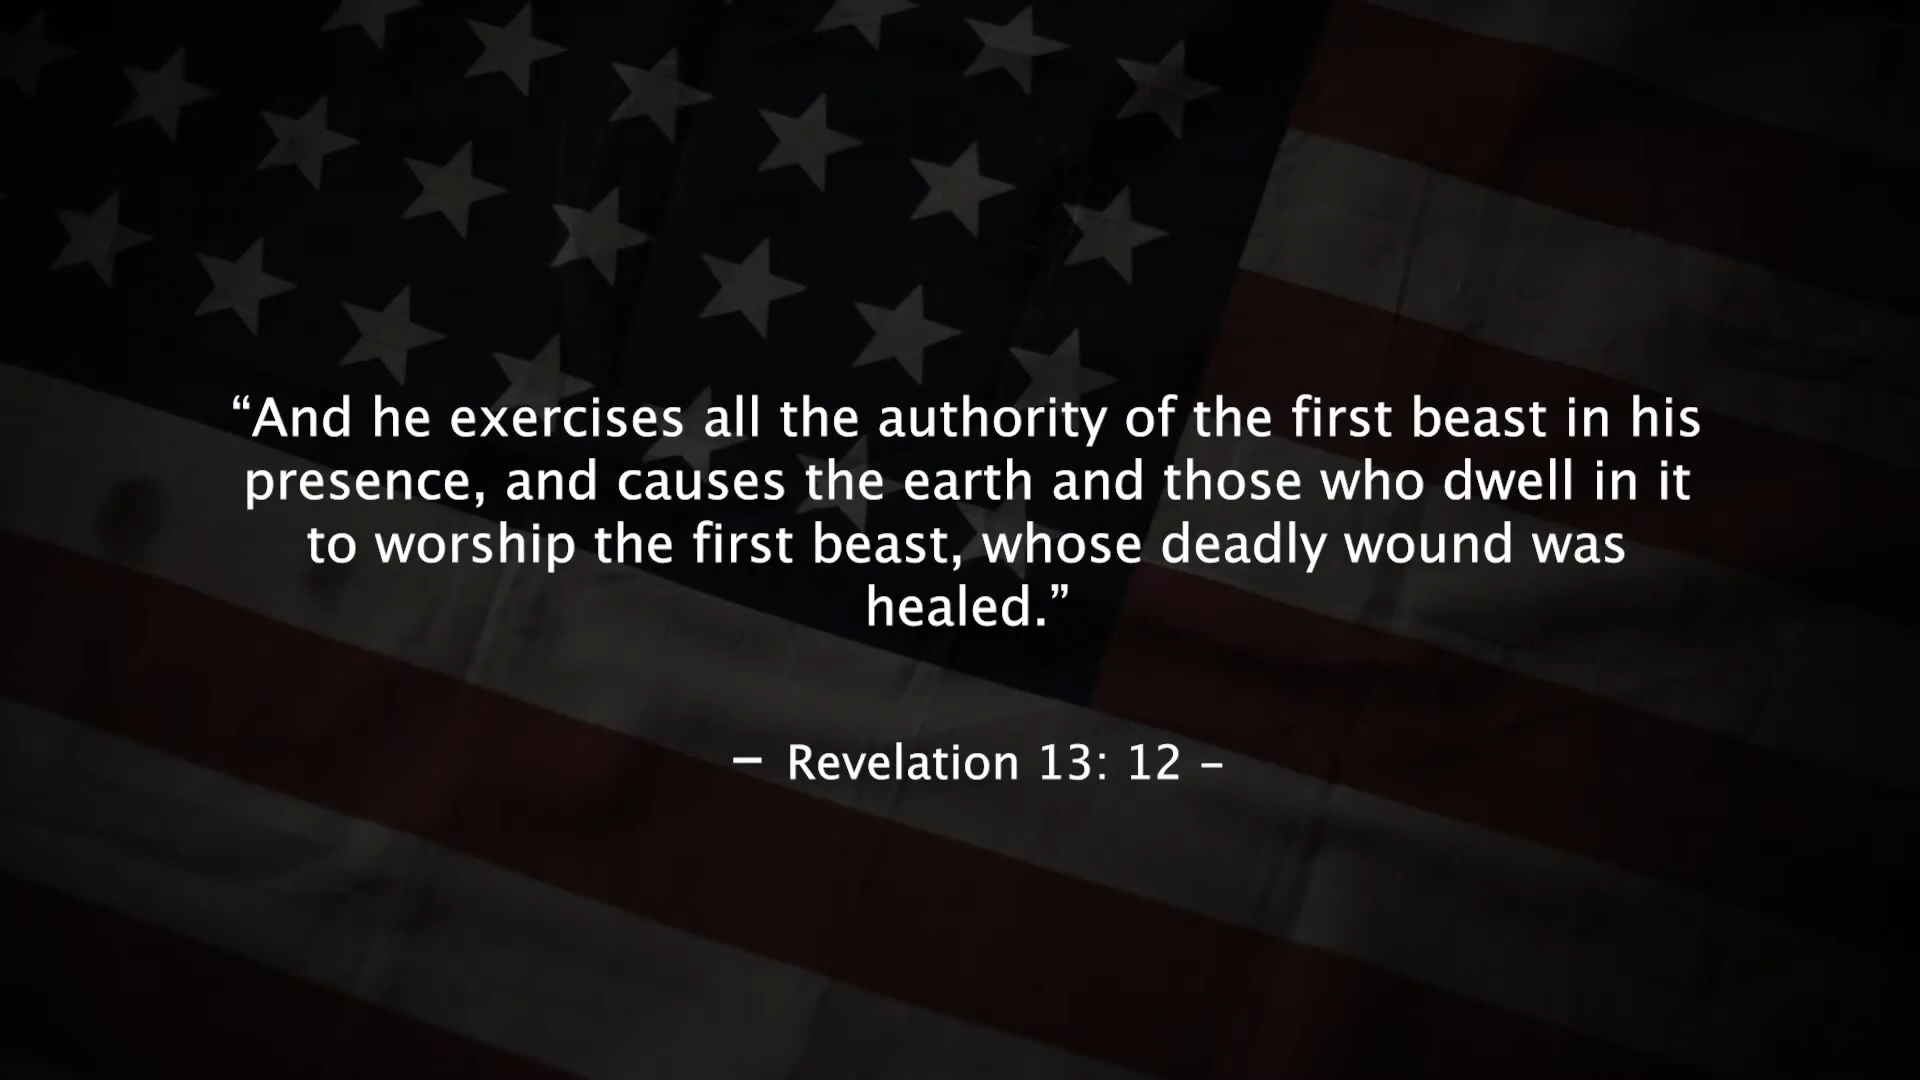 “And he exercises all the authority of the first beast in his
presence, and causes the earth and those who dwell in it
to worship the first beast, whose deadly wound was
healed.”
– Revelation 13: 12 –